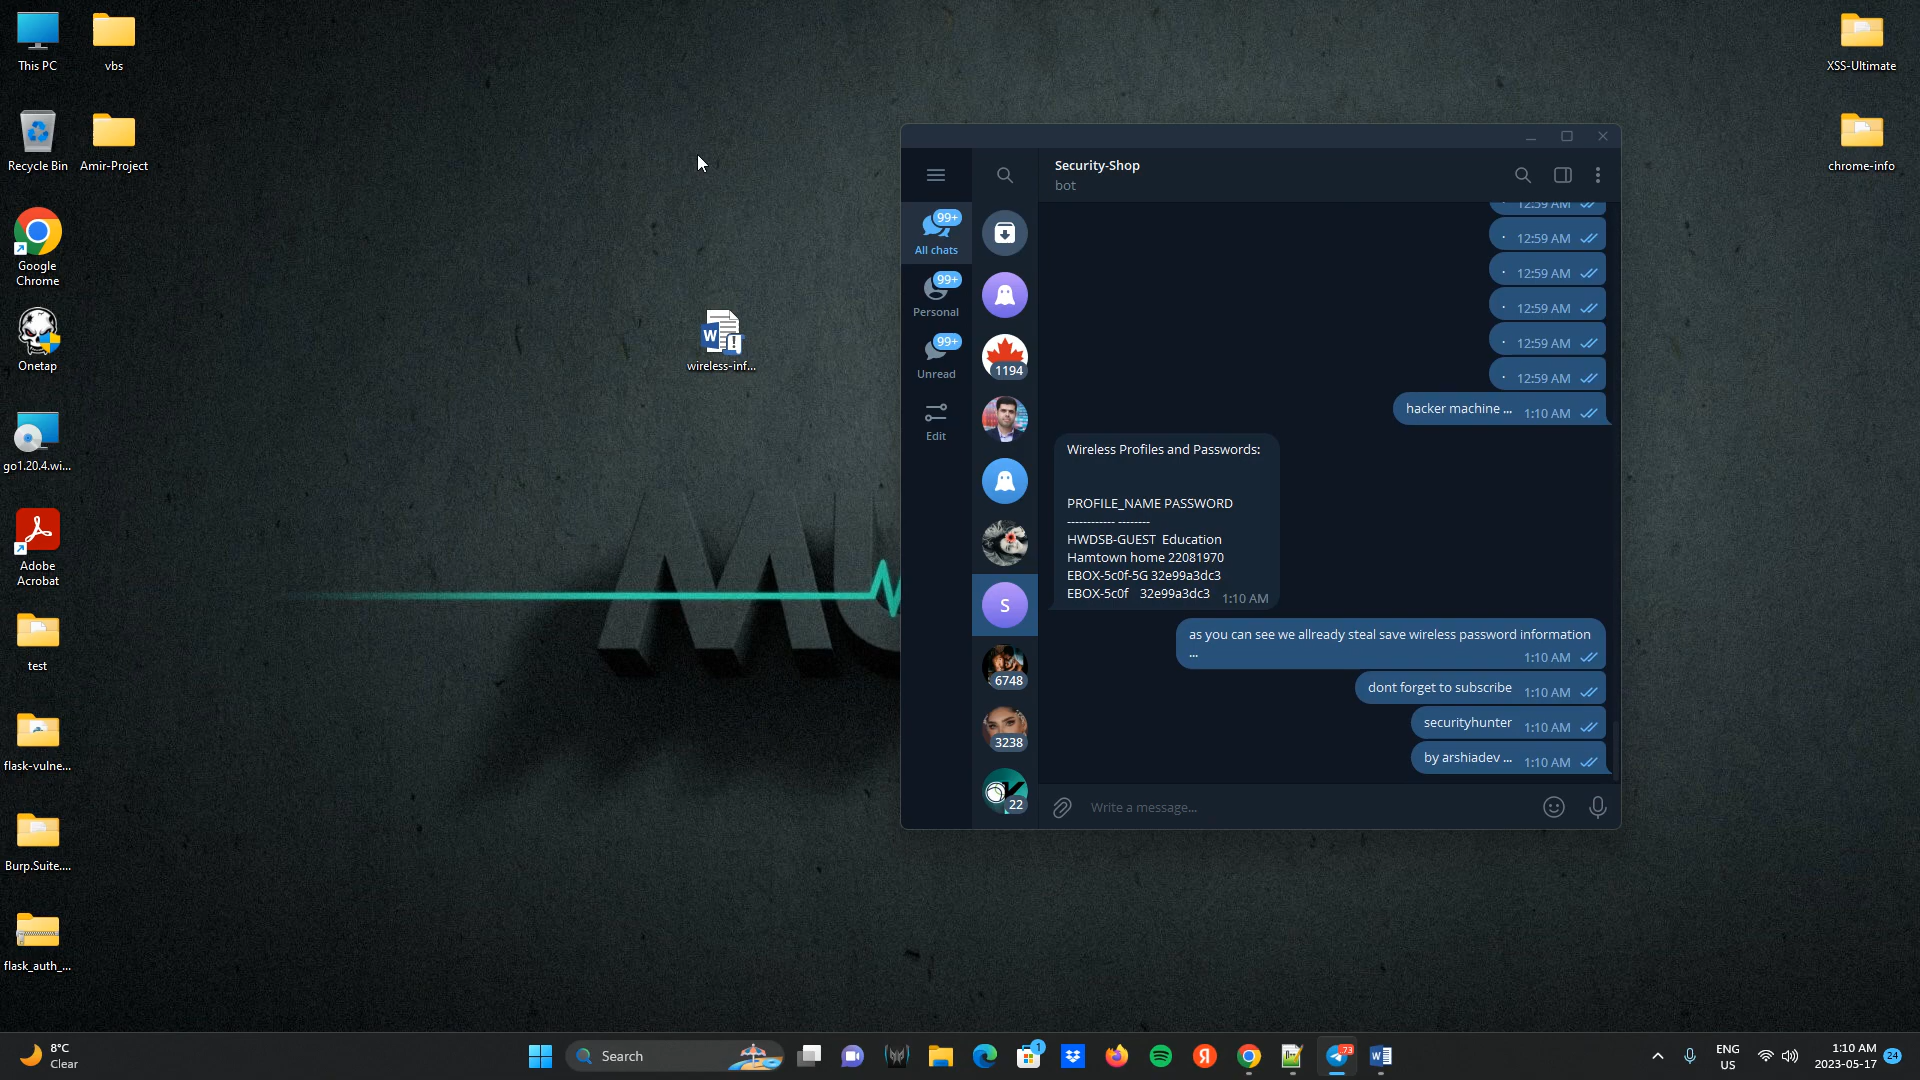 This PC
vbs
Recycle Bin
Amir-Project
Google
Chrome
Onetap
go1.20.4.wi...
Adobe
Acrobat
test
flask-vulne...
Burp.Suite....
flask_auth_...
wireless-inf...
XSS-Ultimate
chrome-info
Security-Shop
bot
99+
All chats
99+
Personal
99+
Unread
Edit
1194
S
6748
3238
22
12:59 AM
. 12:59 AM
. 12:59 AM
. 12:59 AM
. 12:59 AM
. 12:59 AM
hacker machine ... 1:10 AM
Wireless Profiles and Passwords:
PROFILE_NAME PASSWORD
------------ --------
HWDSB-GUEST Education
Hamtown home 22081970
EBOX-5c0f-5G 32e99a3dc3
EBOX-5c0f 32e99a3dc3 1:10 AM
as you can see we allready steal save wireless password information
... 1:10 AM
dont forget to subscribe 1:10 AM
securityhunter 1:10 AM
by arshiadev ... 1:10 AM
Write a message...
8°C
Clear
Search
1
73
ENG
US
1:10 AM
2023-05-17
24